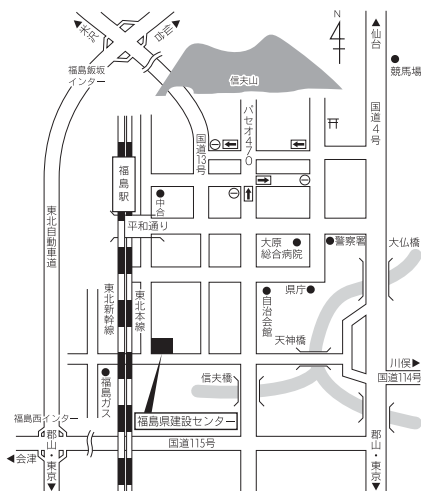 N
米沢
仙台
▲仙台
福島飯坂
インター
信夫山
競馬場
国道4号
パセオ470
国道13号
福島駅
中合
平和通り
東北自動車道
大原
総合病院
警察署
大仏橋
県庁
自治会館
東北新幹線
東北本線
天神橋
川俣▶
国道114号
信夫橋
福島ガス
福島県建設センター
福島西インター
国道115号
◀会津
郡山・東京▼
郡山・東京▼